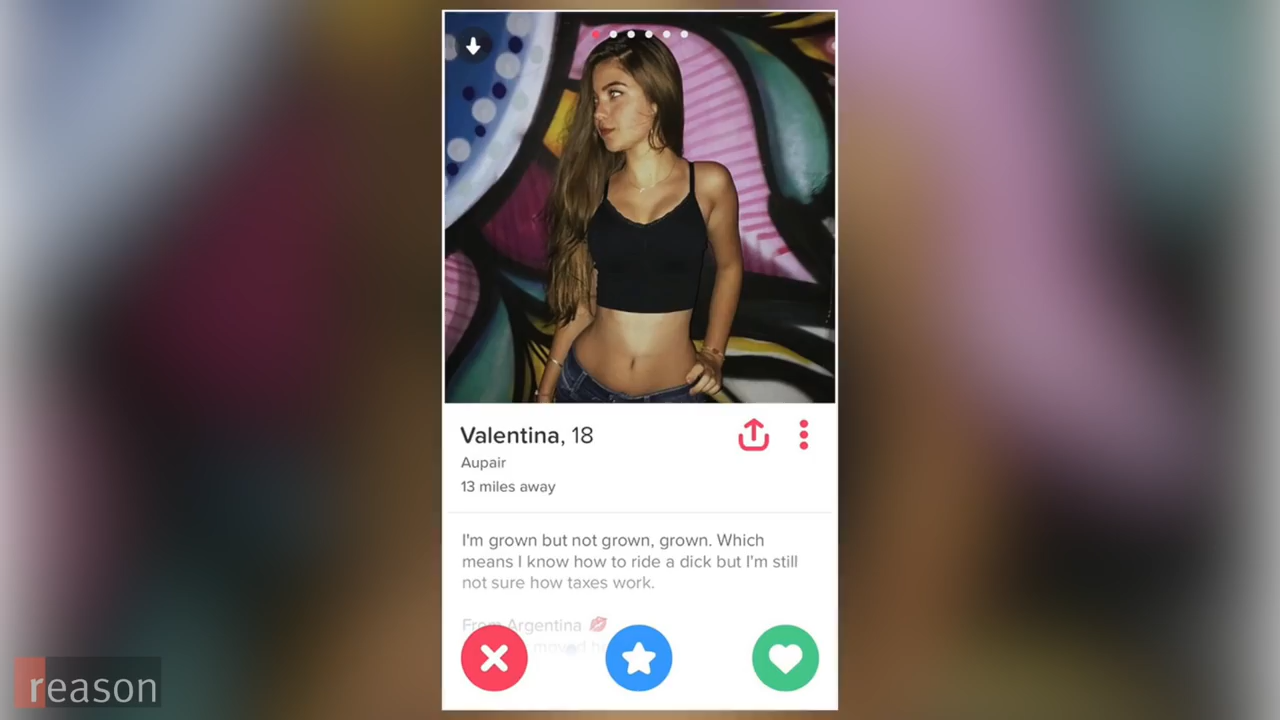 Valentina, 18
Aupair
13 miles away
I'm grown but not grown, grown. Which
means I know how to ride a dick but I'm still
not sure how taxes work.
From Argentina 💋
moved
reason